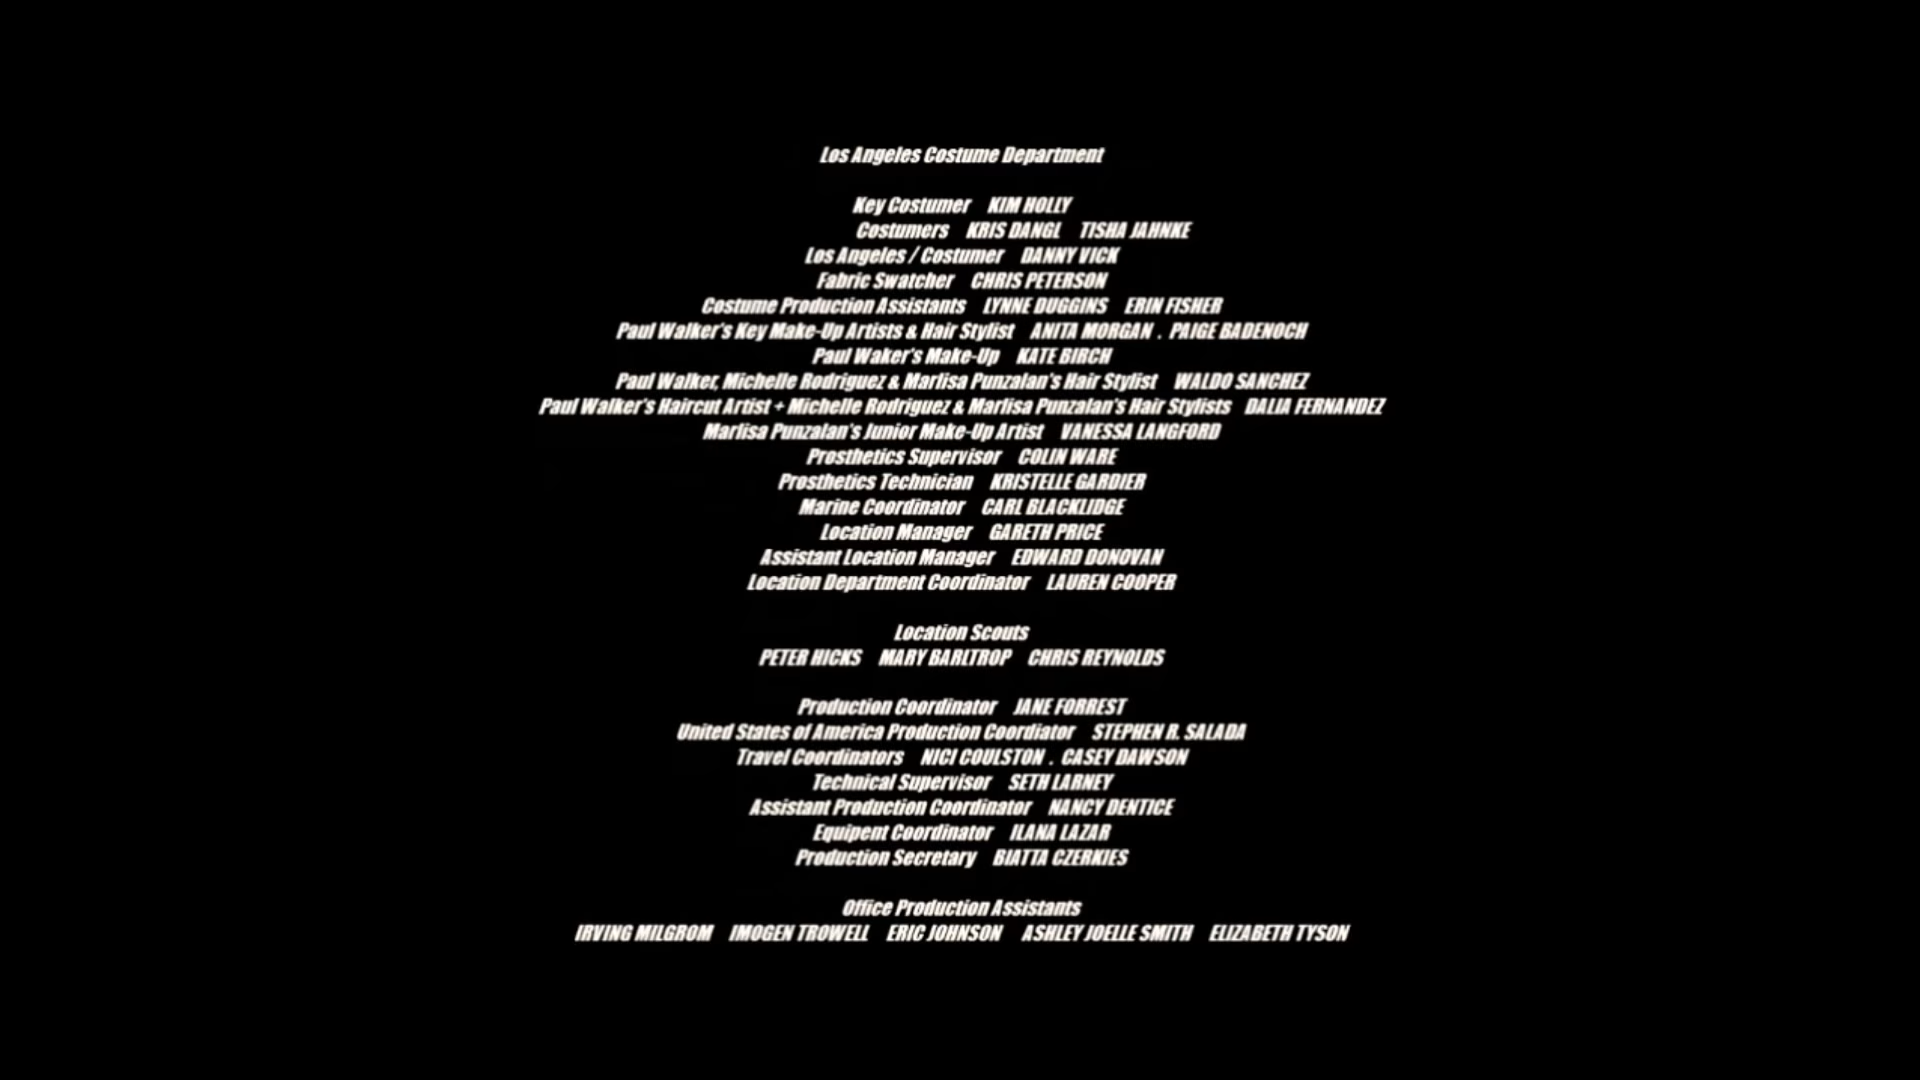 Los Angeles Costume Department
Key Costumer KIM HOLLY
Costumers KRIS DANGL TISHA JAHNKE
Los Angeles / Costumer DANNY VICK
Fabric Swatcher CHRIS PETERSON
Costume Production Assistants LYNNE DUGGINS ERIN FISHER
Paul Walker's Key Make-Up Artists & Hair Stylist ANITA MORGAN . PAIGE BADENOCH
Paul Waker's Make-Up KATE BIRCH
Paul Walker, Michelle Rodriguez & Marlisa Punzalan's Hair Stylist WALDO SANCHEZ
Paul Walker's Haircut Artist + Michelle Rodriguez & Marlisa Punzalan's Hair Stylists DALIA FERNANDEZ
Marlisa Punzalan's Junior Make-Up Artist VANESSA LANGFORD
Prosthetics Supervisor COLIN WARE
Prosthetics Technician KRISTELLE GARDIER
Marine Coordinator CARL BLACKLIDGE
Location Manager GARETH PRICE
Assistant Location Manager EDWARD DONOVAN
Location Department Coordinator LAUREN COOPER
Location Scouts
PETER HICKS MARY BARLTROP CHRIS REYNOLDS
Production Coordinator JANE FORREST
United States of America Production Coordiator STEPHEN R. SALADA
Travel Coordinators NICI COULSTON . CASEY DAWSON
Technical Supervisor SETH LARNEY
Assistant Production Coordinator NANCY DENTICE
Equipent Coordinator ILANA LAZAR
Production Secretary BIATTA CZERKIES
Office Production Assistants
IRVING MILGROM IMOGEN TROWELL ERIC JOHNSON ASHLEY JOELLE SMITH ELIZABETH TYSON